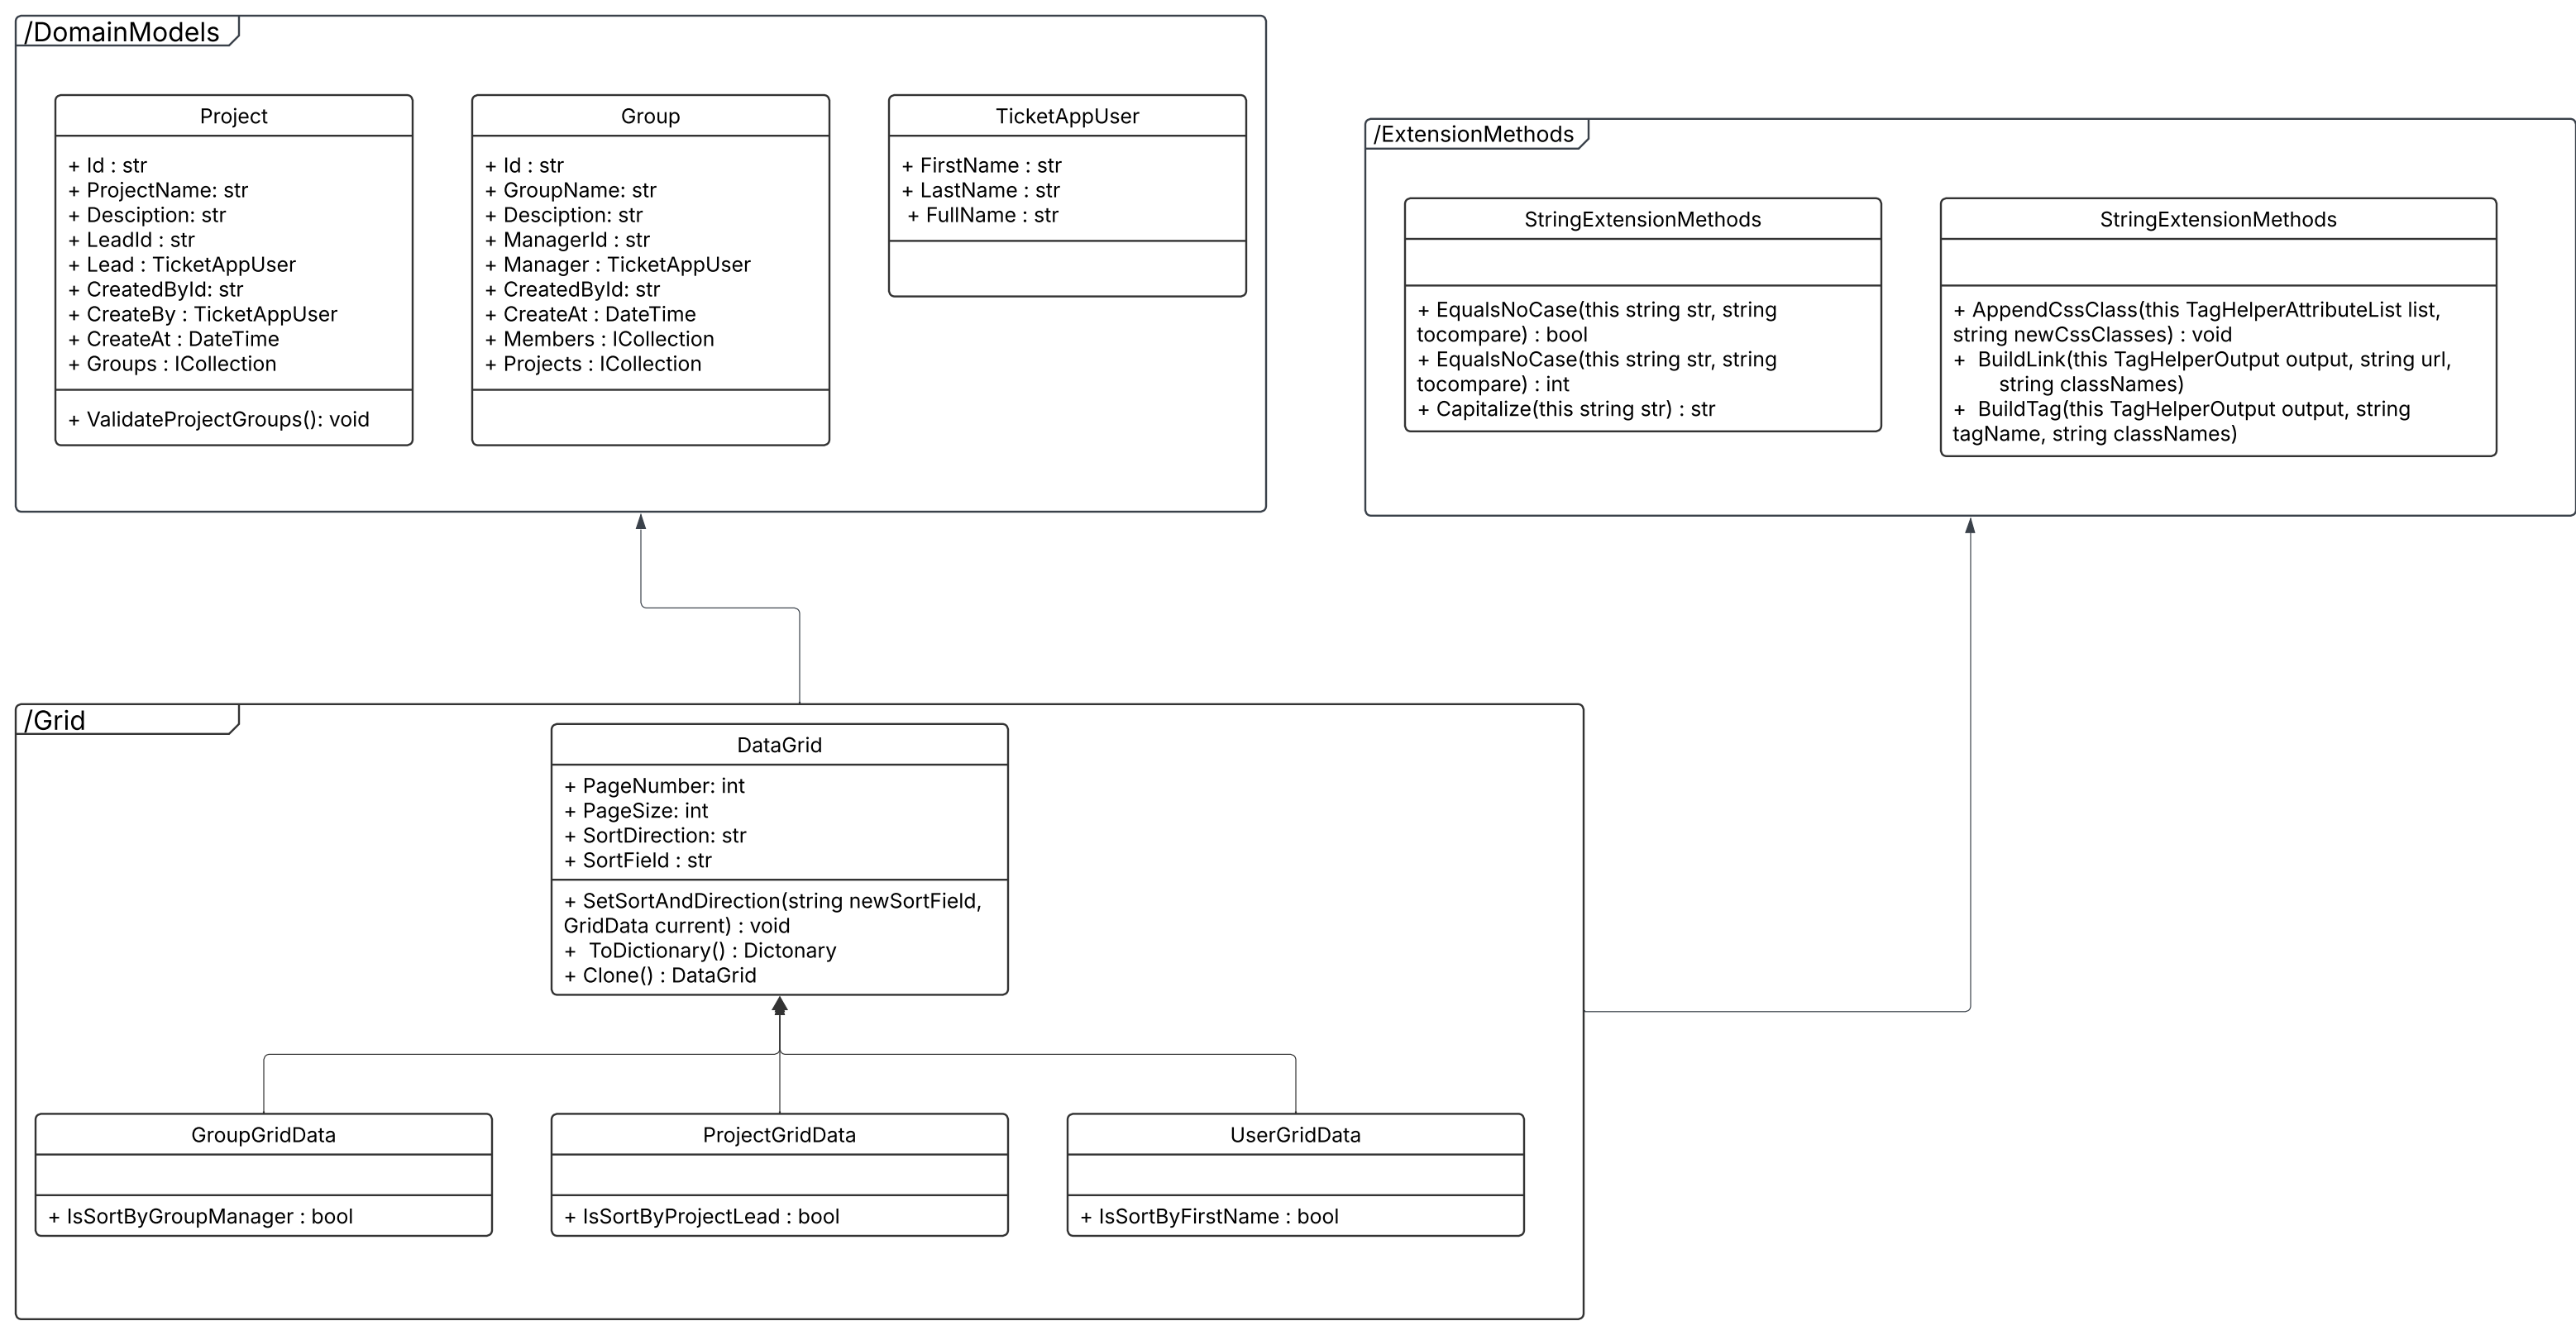 /DomainModels
Project
+ Id : str
+ ProjectName: str
+ Desciption: str
+ LeadId : str
+ Lead : TicketAppUser
+ CreatedById: str
+ CreateBy : TicketAppUser
+ CreateAt : DateTime
+ Groups : ICollection
+ ValidateProjectGroups(): void
Group
+ Id : str
+ GroupName: str
+ Desciption: str
+ ManagerId : str
+ Manager : TicketAppUser
+ CreatedById: str
+ CreateAt : DateTime
+ Members : ICollection
+ Projects : ICollection
TicketAppUser
+ FirstName : str
+ LastName : str
+ FullName : str
/ExtensionMethods
StringExtensionMethods
+ EqualsNoCase(this string str, string
tocompare) : bool
+ EqualsNoCase(this string str, string
tocompare) : int
+ Capitalize(this string str) : str
StringExtensionMethods
+ AppendCssClass(this TagHelperAttributeList list,
string newCssClasses) : void
+  BuildLink(this TagHelperOutput output, string url,
string classNames)
+  BuildTag(this TagHelperOutput output, string
tagName, string classNames)
/Grid
DataGrid
+ PageNumber: int
+ PageSize: int
+ SortDirection: str
+ SortField : str
+ SetSortAndDirection(string newSortField,
GridData current) : void
+  ToDictionary() : Dictonary
+ Clone() : DataGrid
GroupGridData
+ IsSortByGroupManager : bool
ProjectGridData
+ IsSortByProjectLead : bool
UserGridData
+ IsSortByFirstName : bool